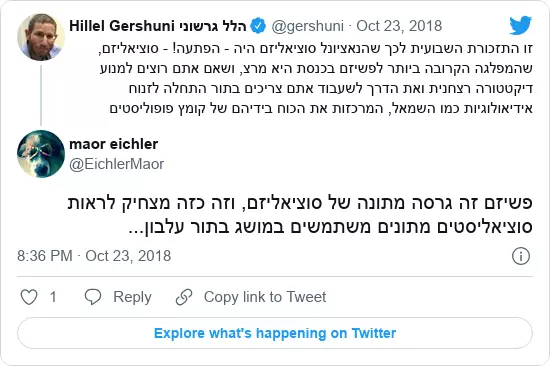 Hillel Gershuni הלל גרשוני @gershuni · Oct 23, 2018
זו התזכורת השבועית לכך שהנאציונל סוציאליזם היה - הפתעה! - סוציאליזם,
שהמפלגה הקרובה ביותר לפשיזם בכנסת היא מרצ, ושאם אתם רוצים למנוע
דיקטטורה רצחנית ואת הדרך לשעבוד אתם צריכים בתור התחלה לזנוח
אידיאולוגיות כמו השמאל, המרכזות את הכוח בידיהם של קומץ פופוליסטים
maor eichler
@EichlerMaor
פשיזם זה גרסה מתונה של סוציאליזם, וזה כזה מצחיק לראות
סוציאליסטים מתונים משתמשים במושג בתור עלבון...
8:36 PM · Oct 23, 2018
1 Reply Copy link to Tweet
Explore what's happening on Twitter